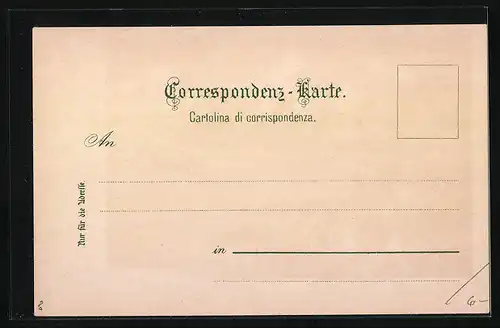 Correspondenz-Karte.
Cartolina di corrispondenza.
An
Nur für die Adresse.
in
6-